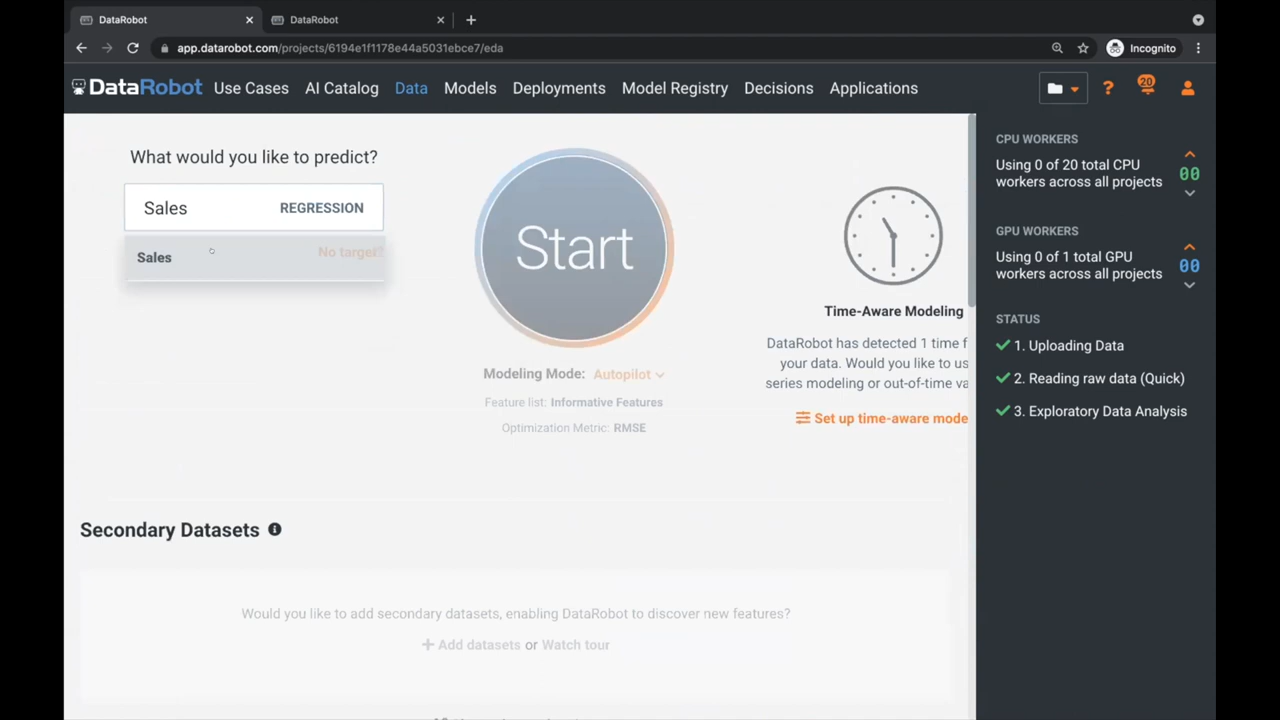 DataRobot
DataRobot
app.datarobot.com/projects/6194e1f1178e44a5031ebce7/eda
Incognito
DataRobot Use Cases AI Catalog Data Models Deployments Model Registry Decisions Applications
20
What would you like to predict?
Sales REGRESSION
Sales No target?
Start
Modeling Mode: Autopilot
Feature list: Informative Features
Optimization Metric: RMSE
Time-Aware Modeling
DataRobot has detected 1 time f
your data. Would you like to us
series modeling or out-of-time va
Set up time-aware mode
Secondary Datasets
Would you like to add secondary datasets, enabling DataRobot to discover new features?
Add datasets or Watch tour
CPU WORKERS
Using 0 of 20 total CPU
workers across all projects
00
GPU WORKERS
Using 0 of 1 total GPU
workers across all projects
00
STATUS
1. Uploading Data
2. Reading raw data (Quick)
3. Exploratory Data Analysis